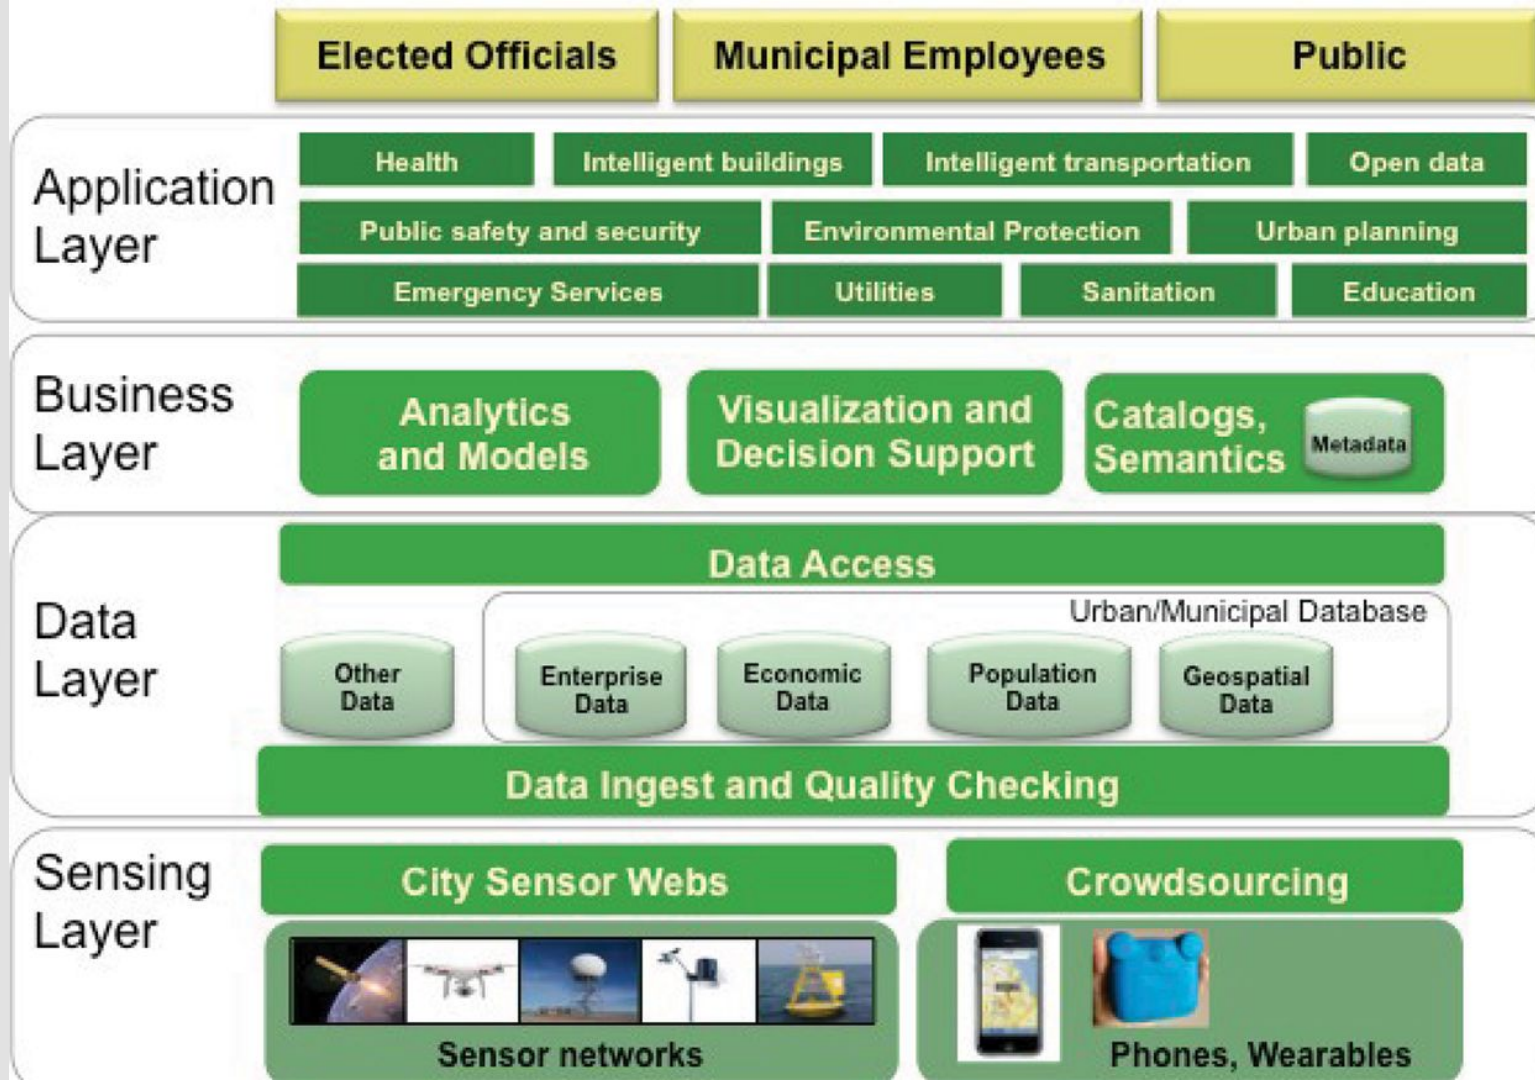 Elected Officials
Municipal Employees
Public
Application
Layer
Health
Intelligent buildings
Intelligent transportation
Open data
Public safety and security
Environmental Protection
Urban planning
Emergency Services
Utilities
Sanitation
Education
Business
Layer
Analytics
and Models
Visualization and
Decision Support
Catalogs,
Semantics
Metadata
Data
Layer
Data Access
Urban/Municipal Database
Other
Data
Enterprise
Data
Economic
Data
Population
Data
Geospatial
Data
Data Ingest and Quality Checking
Sensing
Layer
City Sensor Webs
Crowdsourcing
Sensor networks
Phones, Wearables